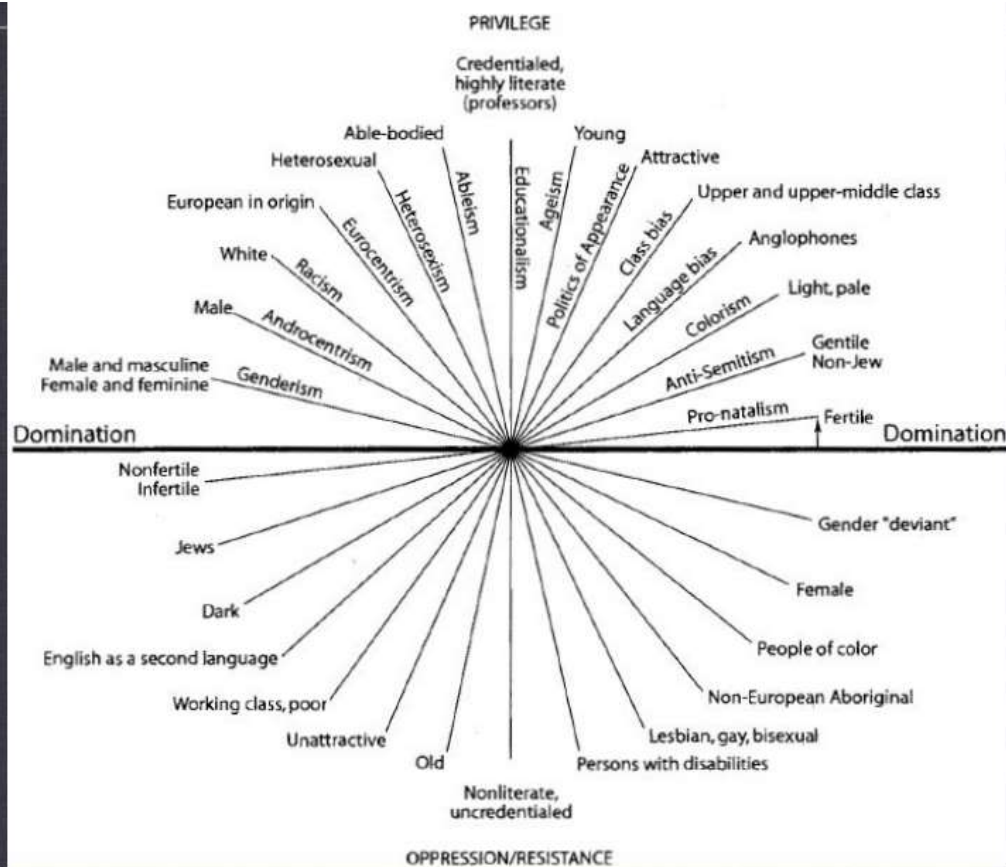 PRIVILEGE
Credentialed,
highly literate
(professors)
Able-bodied
Young
Heterosexual
Attractive
European in origin
Upper and upper-middle class
White
Anglophones
Male
Light, pale
Male and masculine
Female and feminine
Gentile
Non-Jew
Fertile
Genderism
Androcentrism
Racism
Eurocentrism
Heterosexism
Ableism
Educationalism
Ageism
Politics of Appearance
Class bias
Language bias
Colorism
Anti-Semitism
Pro-natalism
Domination
Domination
Nonfertile
Infertile
Jews
Dark
English as a second language
Working class, poor
Unattractive
Old
Nonliterate,
uncredentialed
Persons with disabilities
Lesbian, gay, bisexual
Non-European Aboriginal
People of color
Female
Gender "deviant"
OPPRESSION/RESISTANCE